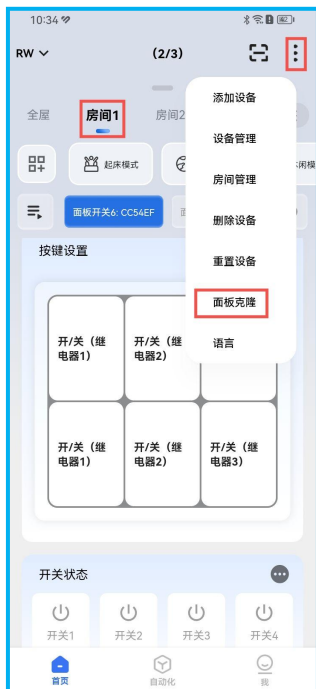 10:34
RW
(2/3)
添加设备
全屋
房间1
房间2
设备管理
起床模式
房间管理
休闲模
面板开关6: CC54EF
删除设备
按键设置
重置设备
面板克隆
语言
开/关（继
电器1）
开/关（继
电器2）
开/关（继
电器1）
开/关（继
电器2）
开/关（继
电器3）
开关状态
开关1
开关2
开关3
开关4
首页
自动化
我